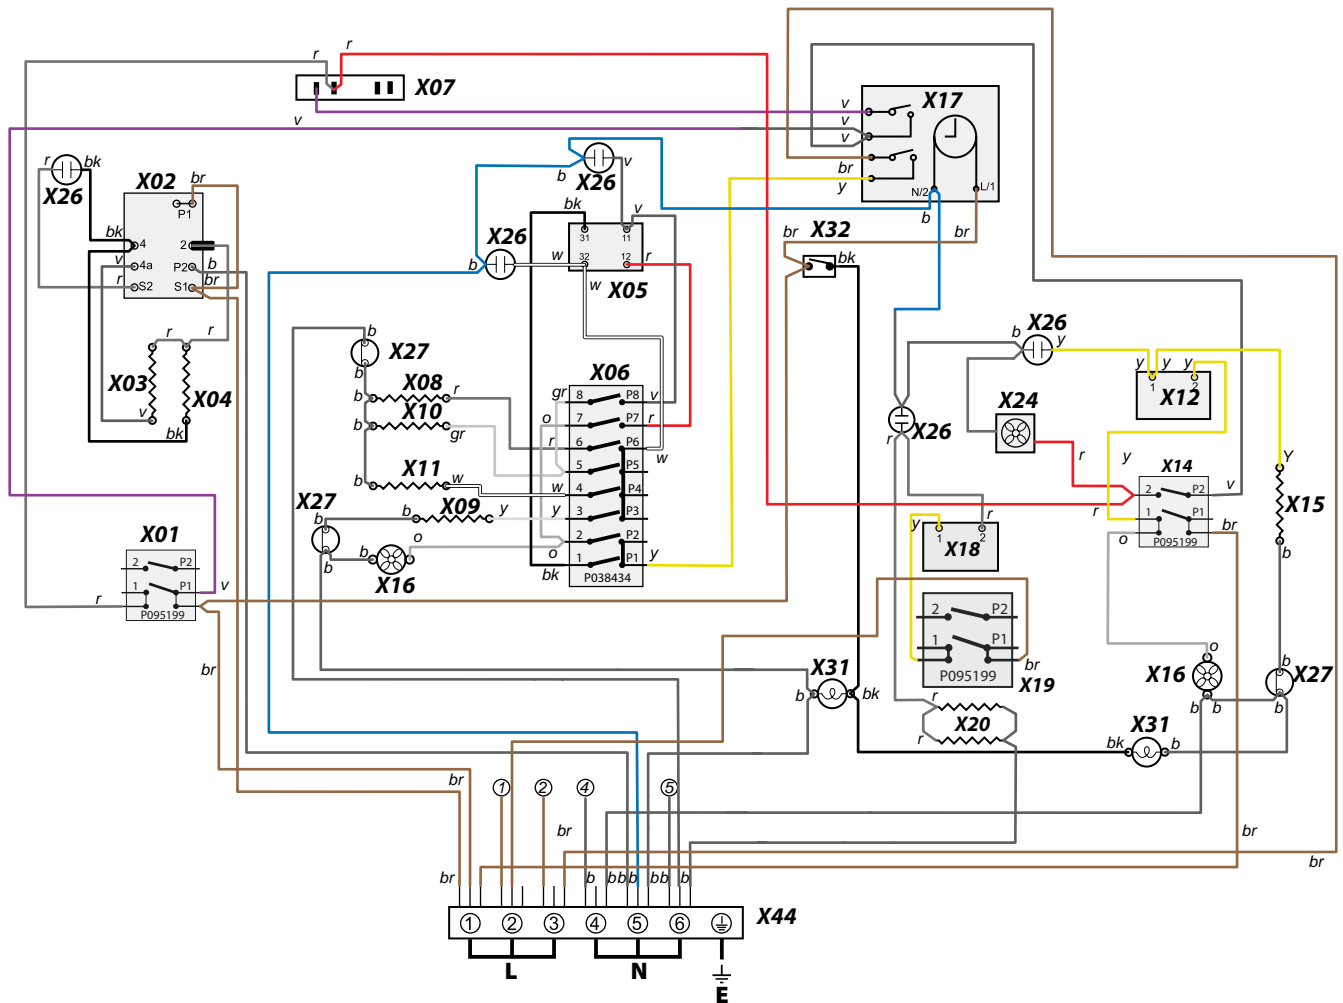 r
r
X07
v
X17
v
v
v
br
y
N/2
L/1
b
br
r
bk
X26
X02
br
P1
bk
4
2
v
4a
P2
b
r
S2
S1
br
b
X26
v
bk
v
31
11
X26
b
w
32
12
r
w
X05
X32
br
bk
r
r
X03
X04
v
bk
b
X27
b
b
X08
r
X10
b
gr
X11
b
w
X27
b
b
X09
y
b
b
X16
o
X06
gr
8
P8
v
o
7
P7
r
r
6
P6
w
5
P5
w
4
P4
y
3
P3
2
P2
o
1
P1
y
bk
P038434
b
X26
y
y
y
y
1
2
X12
X24
X26
r
r
y
X14
2
P2
v
r
1
P1
br
o
P095199
Y
X15
b
y
r
1
X18
2
2
P2
1
P1
br
P095199
X19
X01
2
P2
1
P1
v
r
P095199
br
X31
b
bk
r
X20
r
o
X16
b
b
b
X27
b
X31
bk
b
br
1
2
4
5
br
br
br
br
b
b
b
b
b
b
b
1
2
3
4
5
6
X44
L
N
E